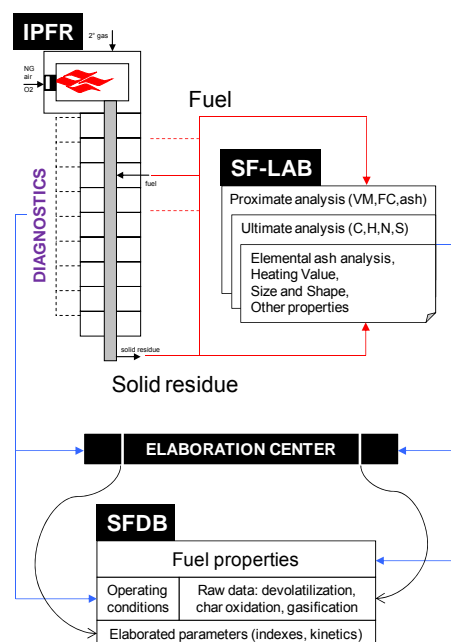 IPFR
2° gas
NG
air
O2
Fuel
SF-LAB
Proximate analysis (VM,FC,ash)
Ultimate analysis (C,H,N,S)
Elemental ash analysis,
Heating Value,
Size and Shape,
Other properties
fuel
DIAGNOSTICS
solid residue
Solid residue
ELABORATION CENTER
SFDB
Fuel properties
Operating
conditions
Raw data: devolatilization,
char oxidation, gasification
Elaborated parameters (indexes, kinetics)